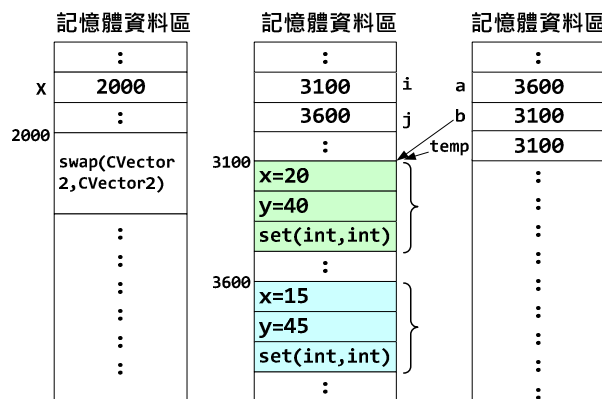 記憶體資料區 記憶體資料區 記憶體資料區
:
X 2000
:
2000
swap(CVector
2,CVector2)
:
:
:
:
:
:
:
3100 i
3600 j
:
3100
x=20
y=40
set(int,int)
:
3600
x=15
y=45
set(int,int)
:
:
a 3600
b 3100
temp 3100
:
:
:
:
:
:
:
: